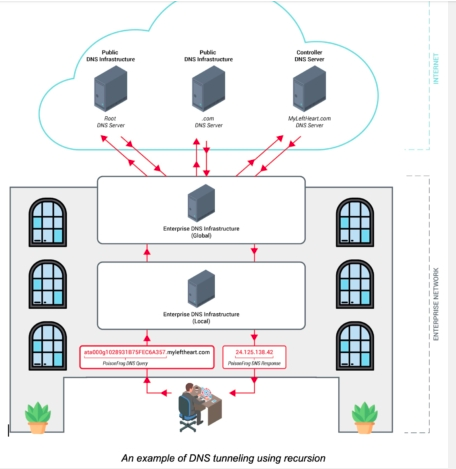 Public
DNS Infrastructure
Public
DNS Infrastructure
Controller
DNS Server
Root
DNS Server
.com
DNS Server
MyLeftHeart.com
DNS Server
INTERNET
Enterprise DNS Infrastructure
(Global)
Enterprise DNS Infrastructure
(Local)
ENTERPRISE NETWORK
ata000g1028931B75FEC6A357.myleftheart.com
PoisonFrog DNS Query
24.125.128.42
PoisonFrog DNS Response
An example of DNS tunneling using recursion